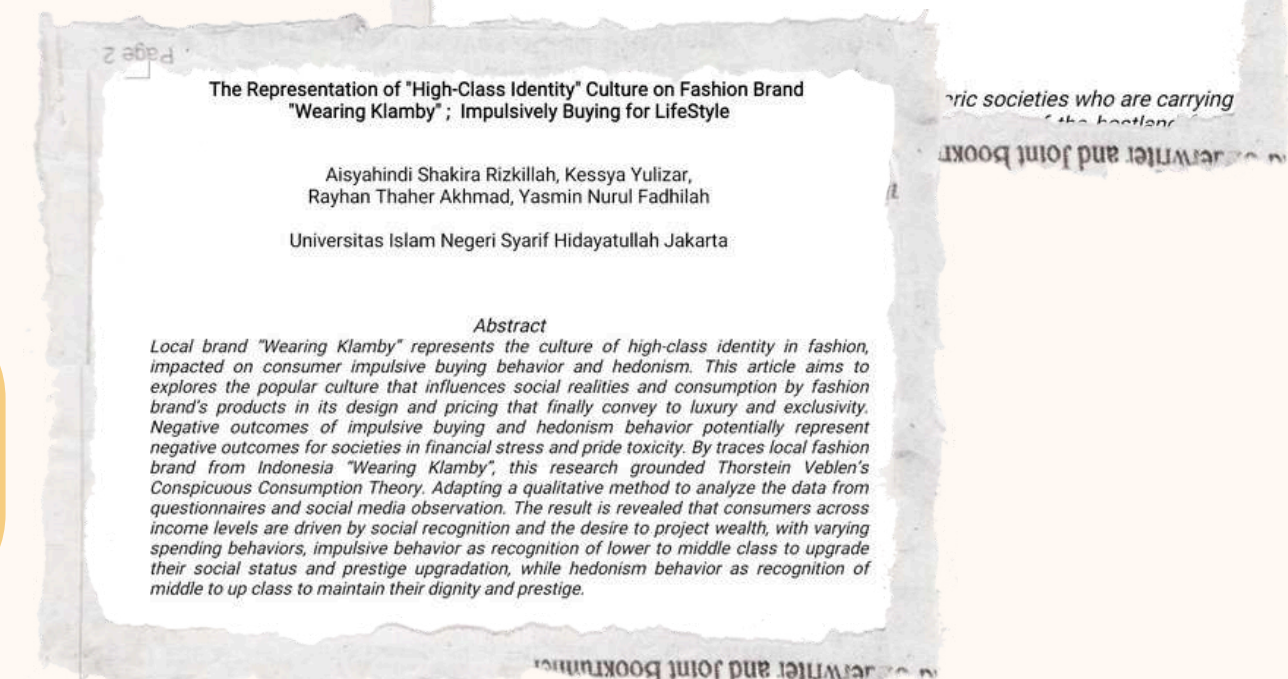 Page 2
The Representation of "High-Class Identity" Culture on Fashion Brand
"Wearing Klamby" ; Impulsively Buying for LifeStyle
Aisyahindi Shakira Rizkillah, Kessya Yulizar,
Rayhan Thaher Akhmad, Yasmin Nurul Fadhilah
Universitas Islam Negeri Syarif Hidayatullah Jakarta
Abstract
Local brand "Wearing Klamby" represents the culture of high-class identity in fashion,
impacted on consumer impulsive buying behavior and hedonism. This article aims to
explores the popular culture that influences social realities and consumption by fashion
brand's products in its design and pricing that finally convey to luxury and exclusivity.
Negative outcomes of impulsive buying and hedonism behavior potentially represent
negative outcomes for societies in financial stress and pride toxicity. By traces local fashion
brand from Indonesia "Wearing Klamby", this research grounded Thorstein Veblen's
Conspicuous Consumption Theory. Adapting a qualitative method to analyze the data from
questionnaires and social media observation. The result is revealed that consumers across
income levels are driven by social recognition and the desire to project wealth, with varying
spending behaviors, impulsive behavior as recognition of lower to middle class to upgrade
their social status and prestige upgradation, while hedonism behavior as recognition of
middle to up class to maintain their dignity and prestige.
societies who are carrying
and Joint
and Joint